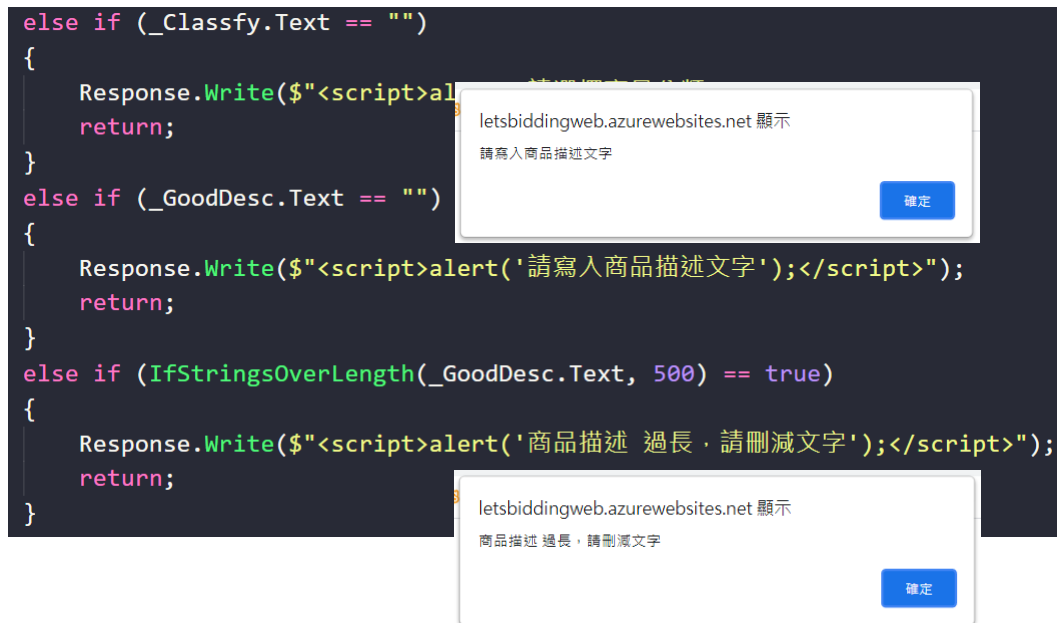 else if (_Classfy.Text == "")
{
Response.Write($"<script>al
return;
}
letsbiddingweb.azurewebsites.net 顯示
請寫入商品描述文字
確定
else if (_GoodDesc.Text == "")
{
Response.Write($"<script>alert('請寫入商品描述文字');</script>");
return;
}
else if (IfStringsOverLength(_GoodDesc.Text, 500) == true)
{
Response.Write($"<script>alert('商品描述 過長，請刪減文字');</script>");
return;
}
letsbiddingweb.azurewebsites.net 顯示
商品描述 過長，請刪減文字
確定